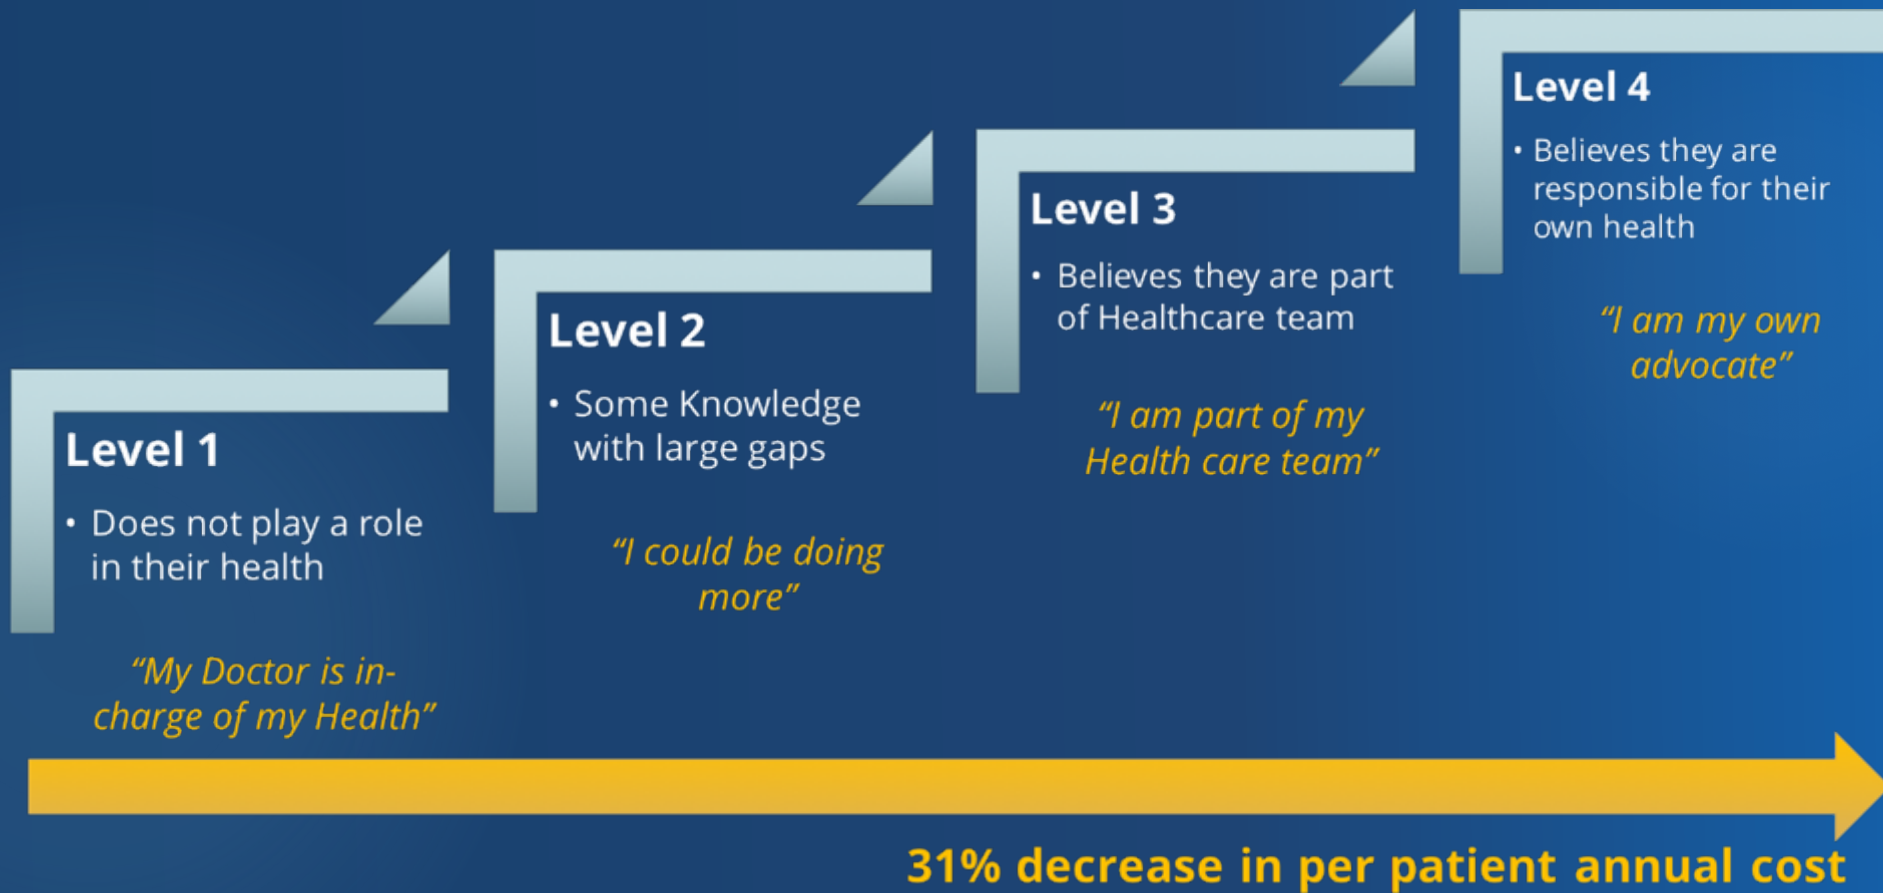 Level 1
• Does not play a role
in their health
“My Doctor is in-
charge of my Health”
Level 2
• Some Knowledge
with large gaps
“I could be doing
more”
Level 3
• Believes they are part
of Healthcare team
“I am part of my
Health care team”
Level 4
• Believes they are
responsible for their
own health
“I am my own
advocate”
31% decrease in per patient annual cost